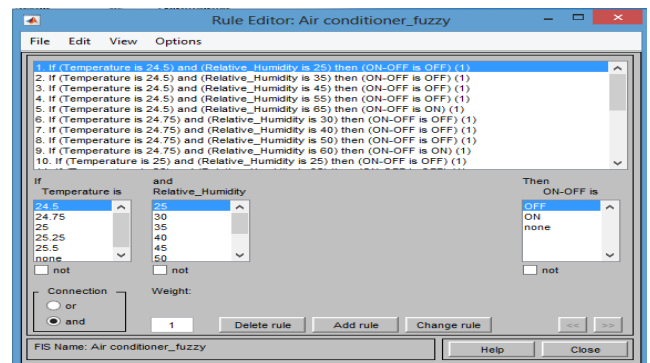 Rule Editor: Air conditioner_fuzzy
File Edit View Options
1. If (Temperature is 24.5) and (Relative_Humidity is 25) then (ON-OFF is OFF) (1)
2. If (Temperature is 24.5) and (Relative_Humidity is 35) then (ON-OFF is OFF) (1)
3. If (Temperature is 24.5) and (Relative_Humidity is 45) then (ON-OFF is OFF) (1)
4. If (Temperature is 24.5) and (Relative_Humidity is 55) then (ON-OFF is OFF) (1)
5. If (Temperature is 24.5) and (Relative_Humidity is 65) then (ON-OFF is ON) (1)
6. If (Temperature is 24.75) and (Relative_Humidity is 30) then (ON-OFF is OFF) (1)
7. If (Temperature is 24.75) and (Relative_Humidity is 40) then (ON-OFF is OFF) (1)
8. If (Temperature is 24.75) and (Relative_Humidity is 50) then (ON-OFF is OFF) (1)
9. If (Temperature is 24.75) and (Relative_Humidity is 60) then (ON-OFF is ON) (1)
10. If (Temperature is 25) and (Relative_Humidity is 25) then (ON-OFF is OFF) (1)
If and Then
Temperature is Relative_Humidity ON-OFF is
24.5 25 OFF
24.75 30 ON
25 35 none
25.25 40
25.5 45
none 50
not not not
Connection Weight:
or
and 1 Delete rule Add rule Change rule << >>
FIS Name: Air conditioner_fuzzy Help Close